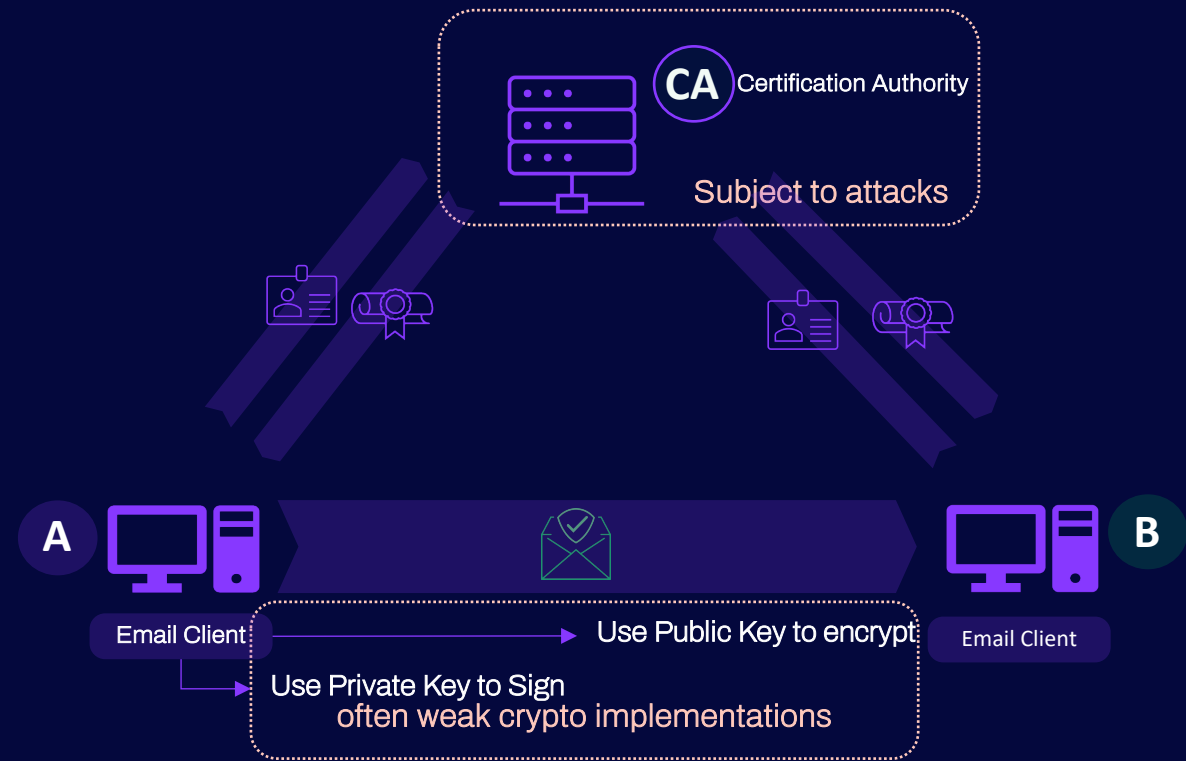 CA
Certification Authority
Subject to attacks
A
B
Email Client
Use Public Key to encrypt
Email Client
Use Private Key to Sign
often weak crypto implementations